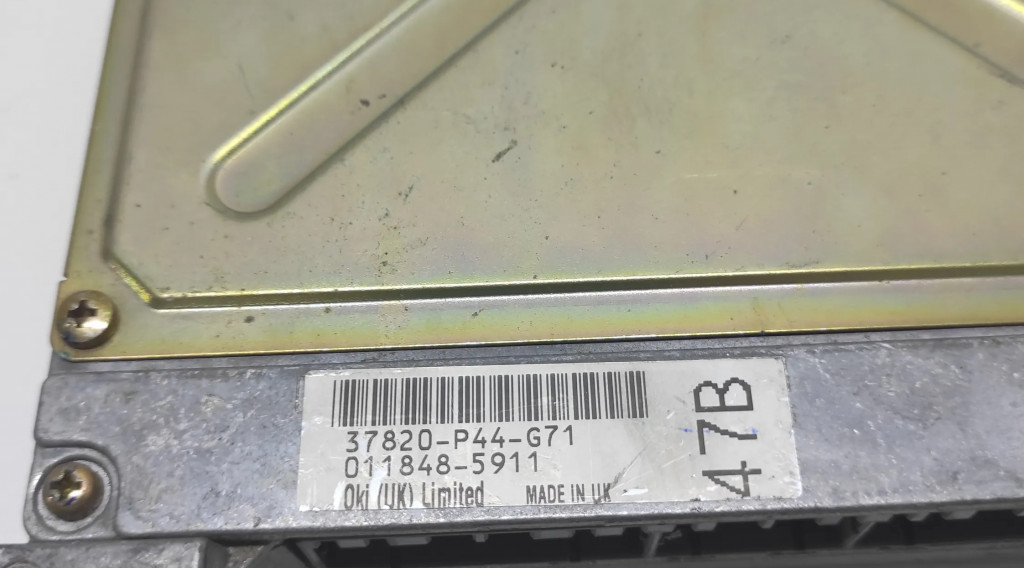 37820-P44-G71
011848-5911
Oki (UK) Limited MADE IN UK
47B